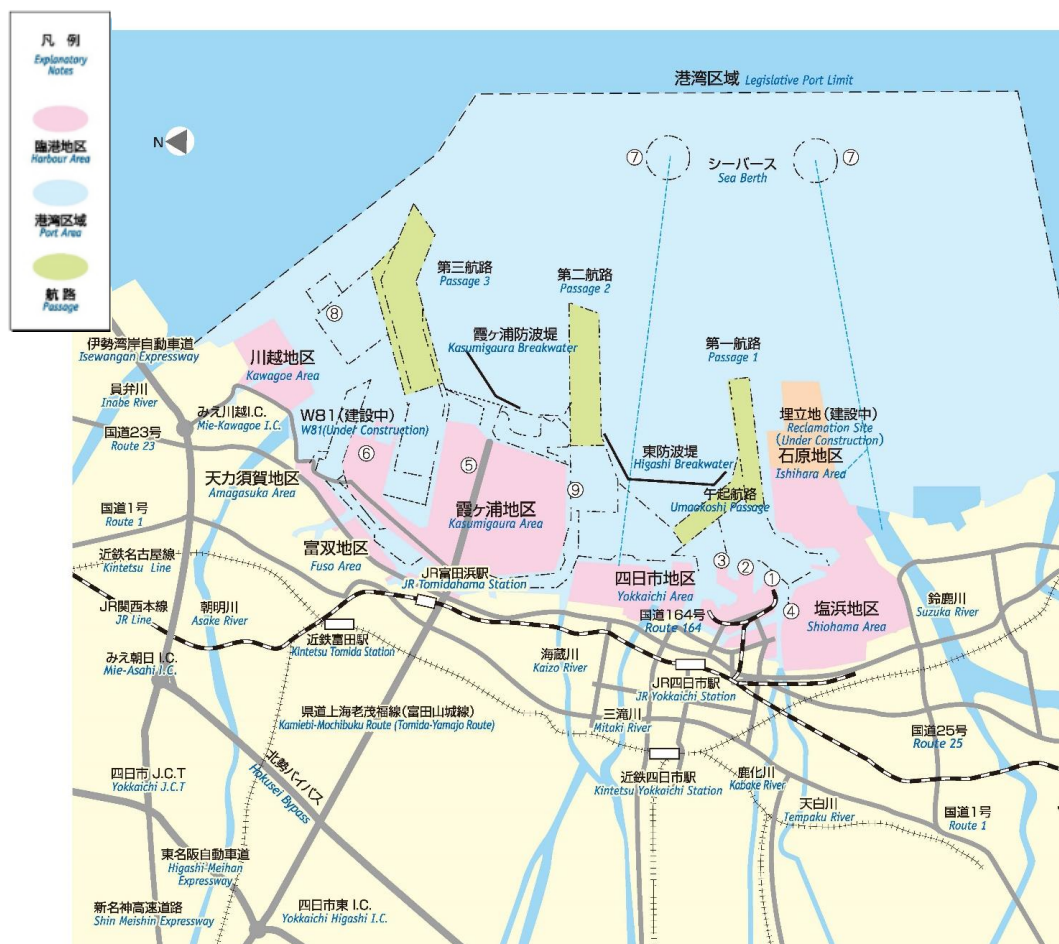 凡 例
Explanatory
Notes
臨港地区
Harbour Area
港湾区域
Port Area
航 路
Passage
港湾区域 Legislative Port Limit
N
⑦
シーバース
Sea Berth
⑦
第三航路
Passage 3
第二航路
Passage 2
⑧
霞ヶ浦防波堤
Kasumigaura Breakwater
第一航路
Passage 1
伊勢湾岸自動車道
Isewangan Expressway
川越地区
Kawagoe Area
員弁川
Inabe River
みえ川越I.C.
Mie-Kawagoe I.C.
W81(建設中)
W81(Under Construction)
埋立地(建設中)
Reclamation Site
(Under Construction)
石原地区
Ishihara Area
国道23号
Route 23
⑥
⑤
東防波堤
Higashi Breakwater
天力須賀地区
Amagasuka Area
⑨
午起航路
Umaokoshi Passage
霞ヶ浦地区
Kasumigaura Area
国道1号
Route 1
富双地区
Fuso Area
近鉄名古屋線
Kintetsu Line
JR富田浜駅
JR Tomidahama Station
四日市地区
Yokkaichi Area
③
②
①
④
国道164号
Route 164
塩浜地区
Shiohama Area
鈴鹿川
Suzuka River
JR関西本線
JR Line
朝明川
Asake River
近鉄富田駅
Kintetsu Tomida Station
みえ朝日 I.C.
Mie-Asahi I.C.
海蔵川
Kaizo River
JR四日市駅
JR Yokkaichi Station
県道上海老茂福線(富田山城線)
Kamiebi-Mochibuku Route (Tomida-Yamajo Route)
三滝川
Mitaki River
国道25号
Route 25
四日市 J.C.T
Yokkaichi J.C.T
北勢バイパス
Hokusei Bypass
近鉄四日市駅
Kintetsu Yokkaichi Station
鹿化川
Kabake River
天白川
Tempaku River
国道1号
Route 1
東名阪自動車道
Higashi-Meihan
Expressway
新名神高速道路
Shin Meishin Expressway
四日市東 I.C.
Yokkaichi Higashi I.C.